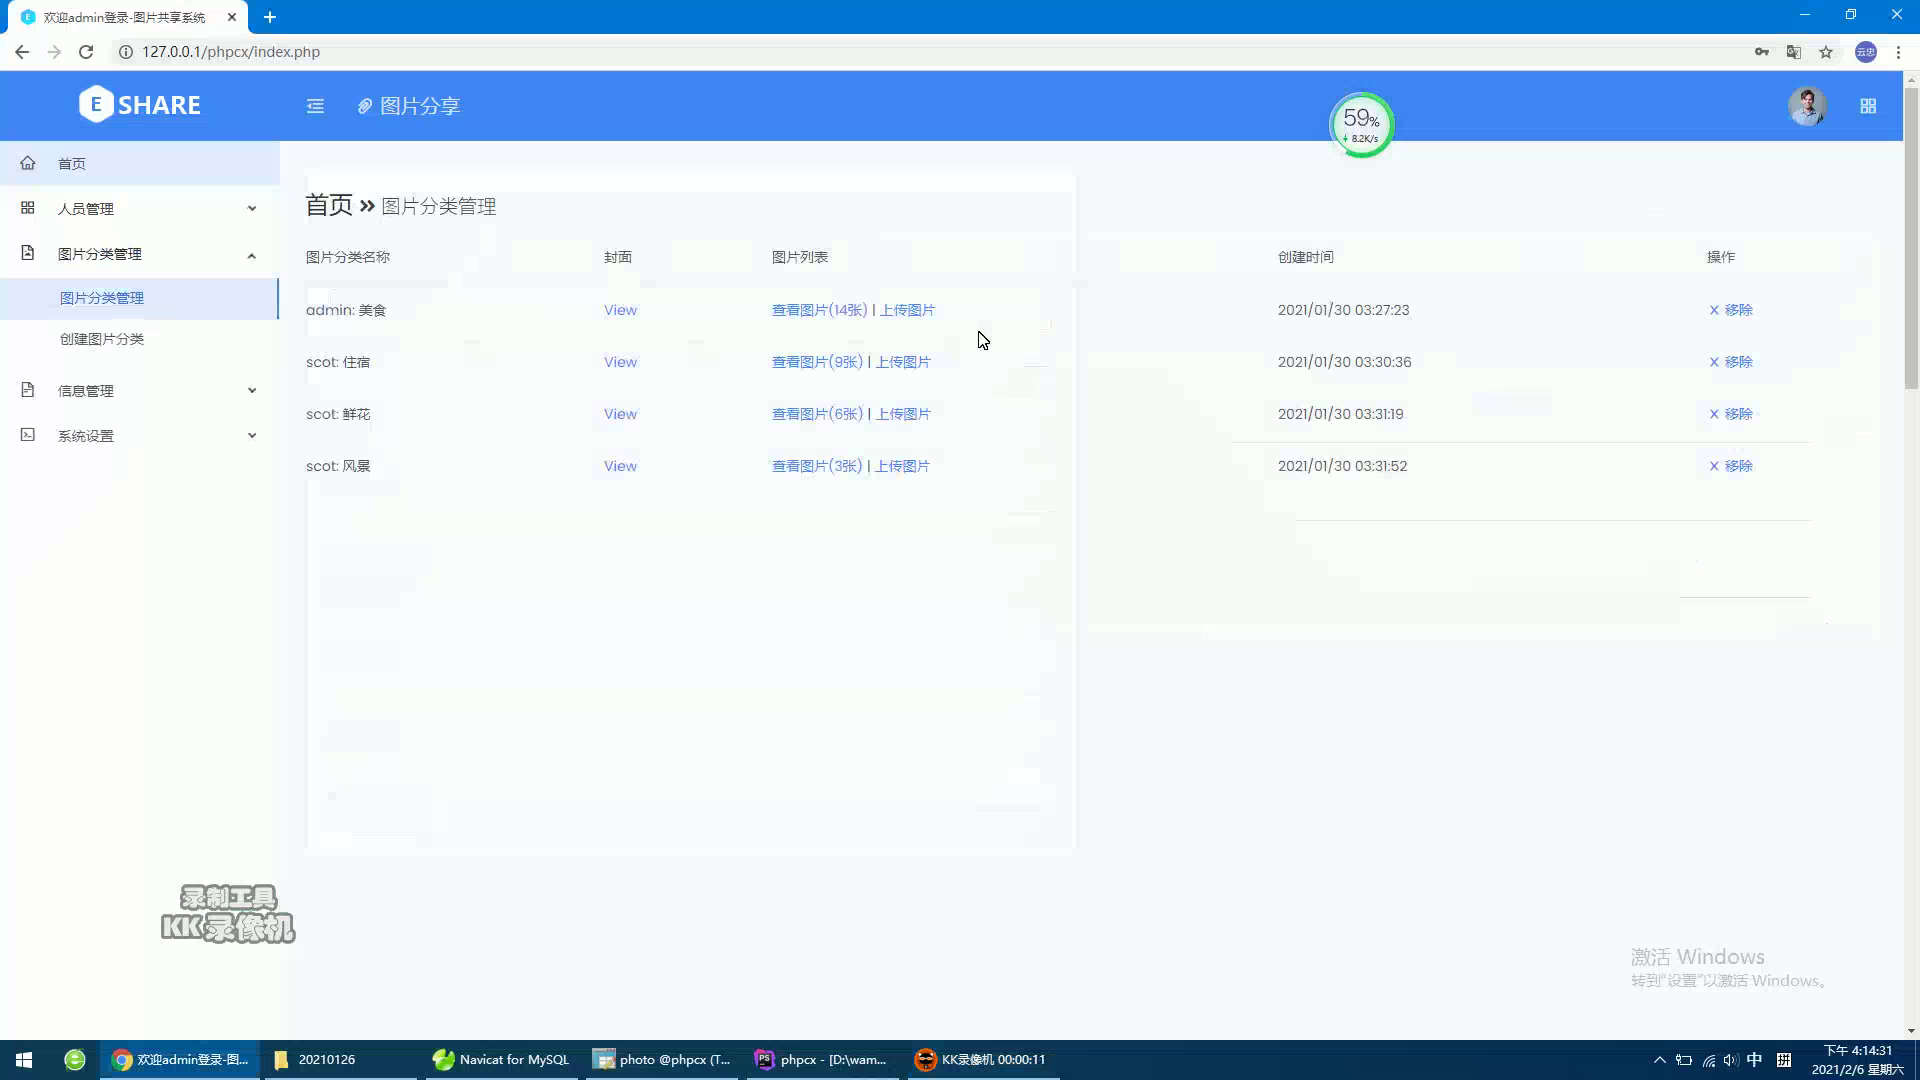 欢迎admin登录-图片共享系统
127.0.0.1/phpcx/index.php
云忠
E SHARE
图片分享
59%
8.2K/s
首页
人员管理
图片分类管理
图片分类管理
创建图片分类
信息管理
系统设置
首页 » 图片分类管理
图片分类名称 封面 图片列表 创建时间 操作
admin: 美食 View 查看图片(14张) | 上传图片 2021/01/30 03:27:23 X 移除
scot: 住宿 View 查看图片(9张) | 上传图片 2021/01/30 03:30:36 X 移除
scot: 鲜花 View 查看图片(6张) | 上传图片 2021/01/30 03:31:19 X 移除
scot: 风景 View 查看图片(3张) | 上传图片 2021/01/30 03:31:52 X 移除
录制工具
KK录像机
激活 Windows
转到"设置"以激活 Windows。
欢迎admin登录-图... 20210126 Navicat for MySQL photo @phpcx (T... PS phpcx - [D:\wam... KK录像机 00:00:11 中 拼
下午 4:14:31
2021/2/6 星期六